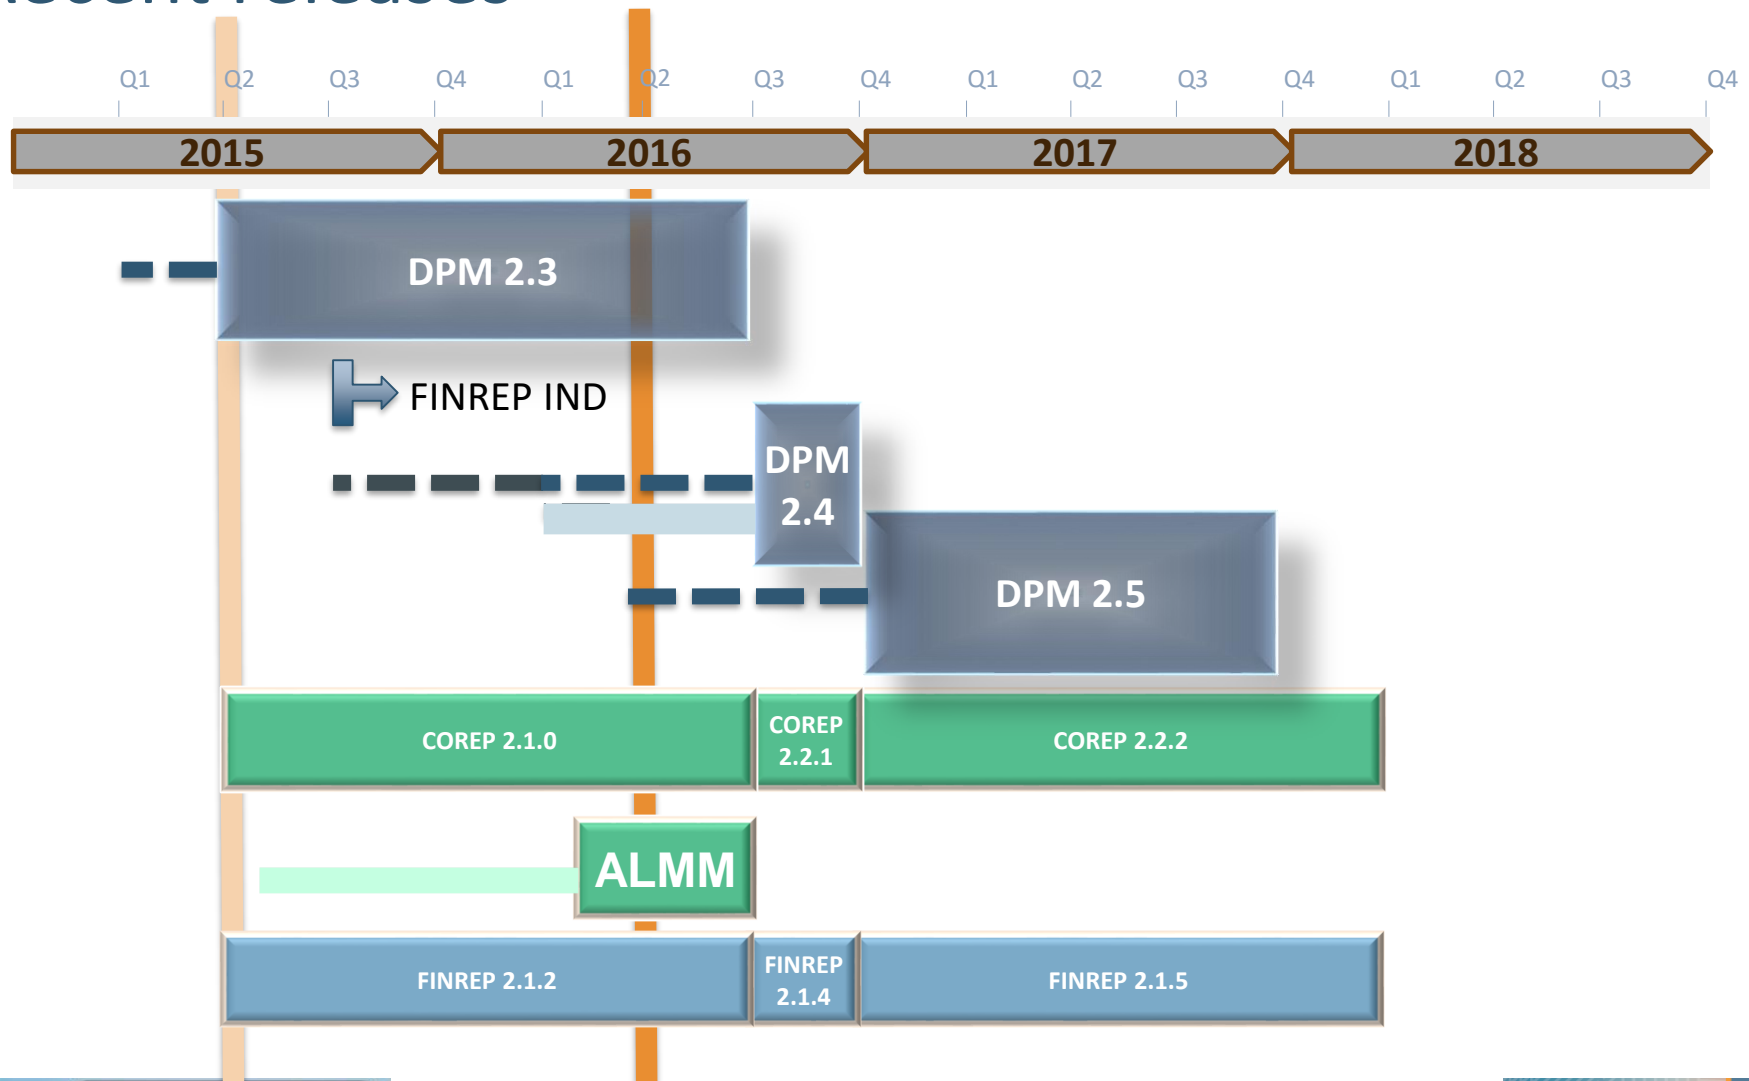 Recent releases
Q1 Q2 Q3 Q4 Q1 Q2 Q3 Q4 Q1 Q2 Q3 Q4 Q1 Q2 Q3 Q4
2015 2016 2017 2018
DPM 2.3
FINREP IND
DPM
2.4
DPM 2.5
COREP 2.1.0
COREP
2.2.1
COREP 2.2.2
ALMM
FINREP 2.1.2
FINREP
2.1.4
FINREP 2.1.5